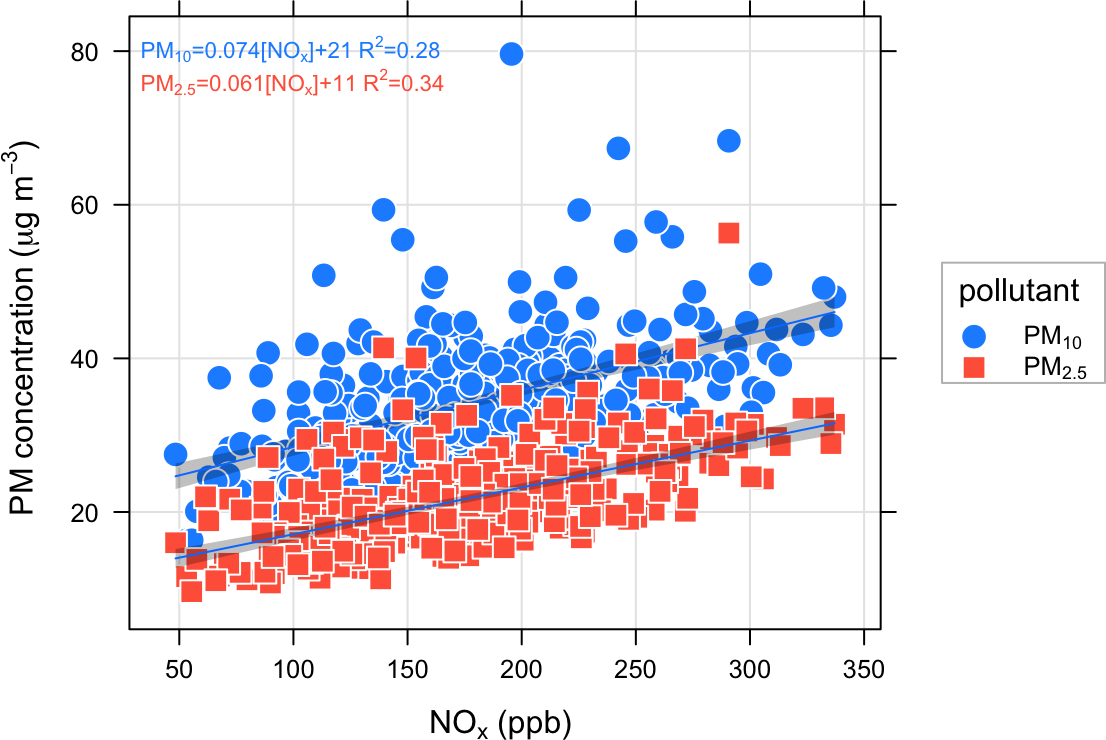 PM₁₀=0.074[NOₓ]+21 R²=0.28
PM₂.₅=0.061[NOₓ]+11 R²=0.34
80
60
40
20
PM concentration (μg m⁻³)
50 100 150 200 250 300 350
NOₓ (ppb)
pollutant
PM₁₀
PM₂.₅